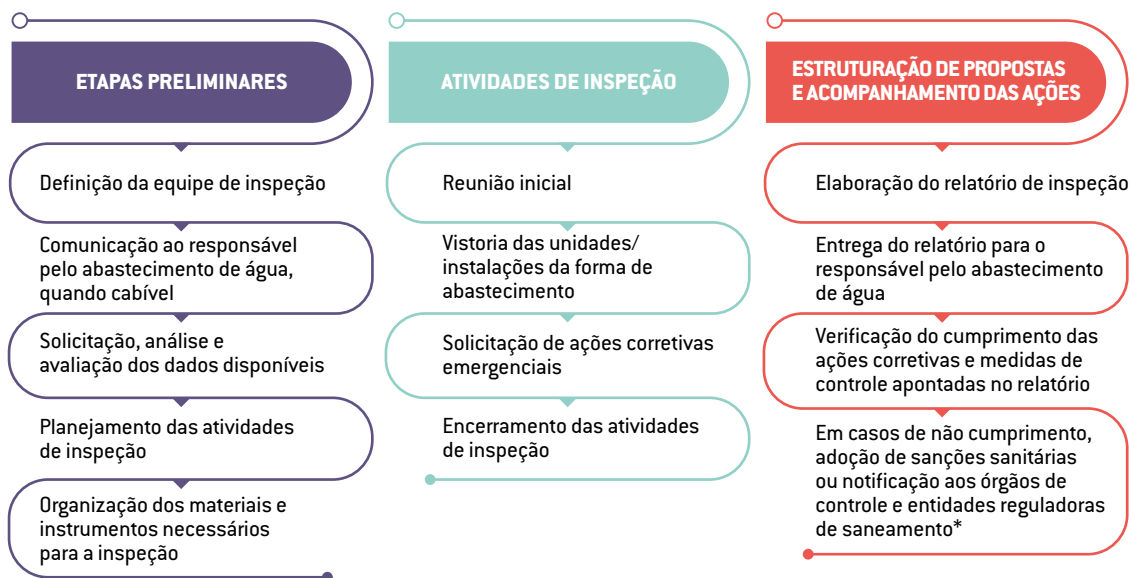 ETAPAS PRELIMINARES
Definição da equipe de inspeção
Comunicação ao responsável
pelo abastecimento de água,
quando cabível
Solicitação, análise e
avaliação dos dados disponíveis
Planejamento das atividades
de inspeção
Organização dos materiais e
instrumentos necessários
para a inspeção
ATIVIDADES DE INSPEÇÃO
Reunião inicial
Vistoria das unidades/
instalações da forma de
abastecimento
Solicitação de ações corretivas
emergenciais
Encerramento das atividades
de inspeção
ESTRUTURAÇÃO DE PROPOSTAS
E ACOMPANHAMENTO DAS AÇÕES
Elaboração do relatório de inspeção
Entrega do relatório para o
responsável pelo abastecimento
de água
Verificação do cumprimento das
ações corretivas e medidas de
controle apontadas no relatório
Em casos de não cumprimento,
adoção de sanções sanitárias
ou notificação aos órgãos de
controle e entidades reguladoras
de saneamento*